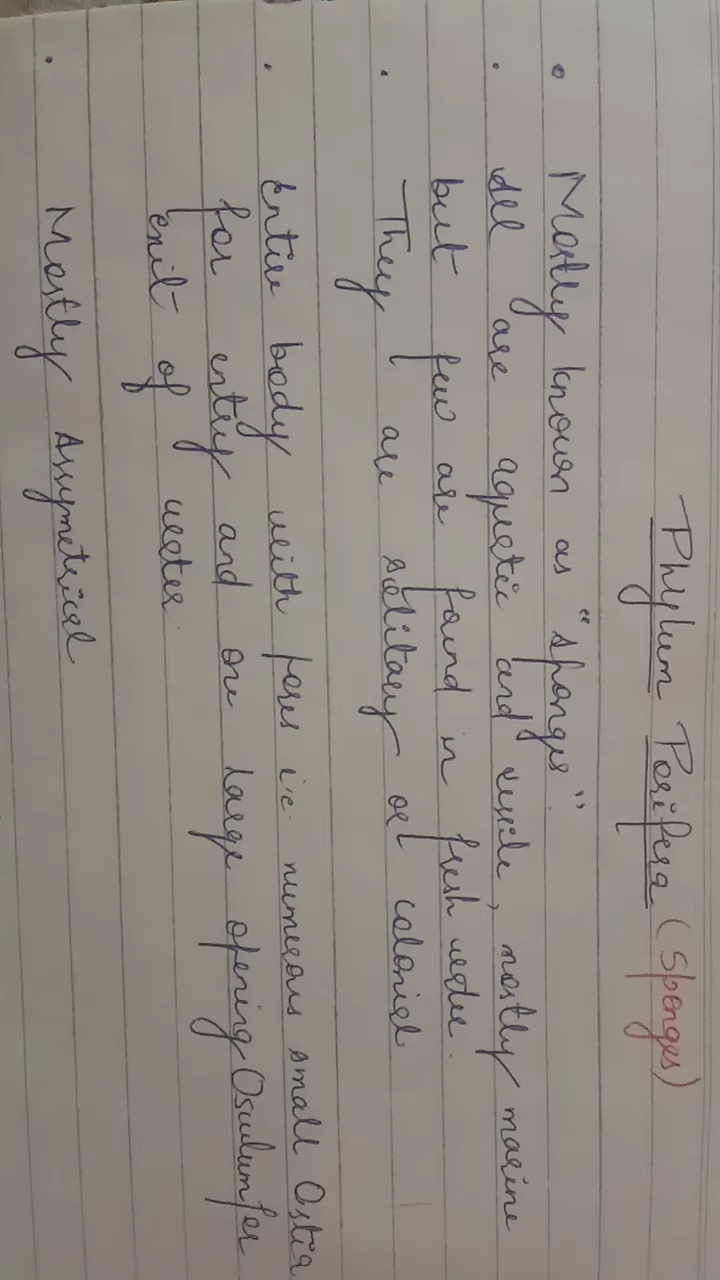 Phylum Porifera (Sponges)
Mostly known as "sponges".
All are aquatic and sessile, mostly marine
but few are found in fresh water.
They are solitary or colonial
Entire body with pores i.e. numerous small Ostia
for entry and one large opening Osculum for
exit of water.
Mostly Assymetrical